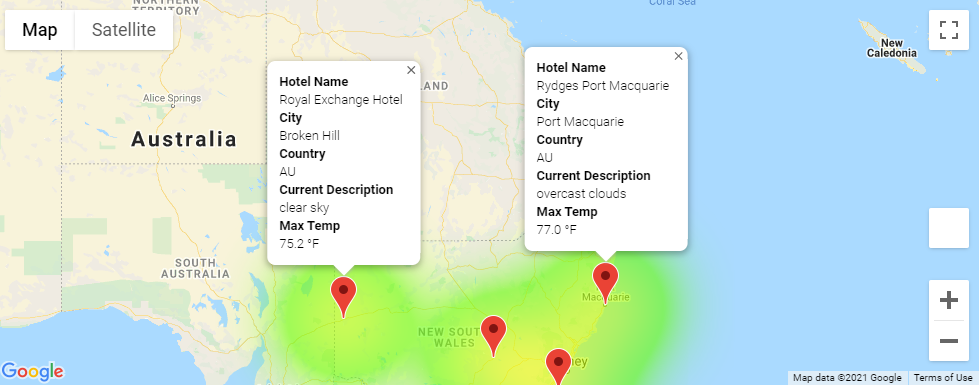 NORTHERN
TERRITORY
Coral Sea
Map
Satellite
New
Caledonia
Alice Springs
Australia
LAND
SOUTH
AUSTRALIA
×
Hotel Name
Royal Exchange Hotel
City
Broken Hill
Country
AU
Current Description
clear sky
Max Temp
75.2 °F
×
Hotel Name
Rydges Port Macquarie
City
Port Macquarie
Country
AU
Current Description
overcast clouds
Max Temp
77.0 °F
Macquarie
NEW SOUT
WALES
ney
+
−
Google
Map data ©2021 Google
Terms of Use